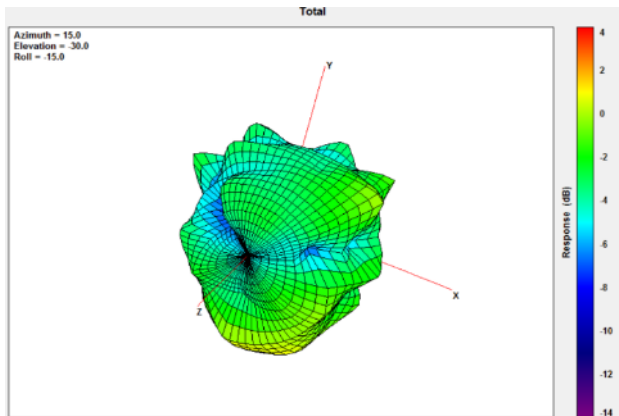 Total
Azimuth = 15.0
Elevation = -30.0
Roll = -15.0
Y
X
Z
4
2
0
-2
-4
-6
-8
-10
-12
-14
Response (dB)